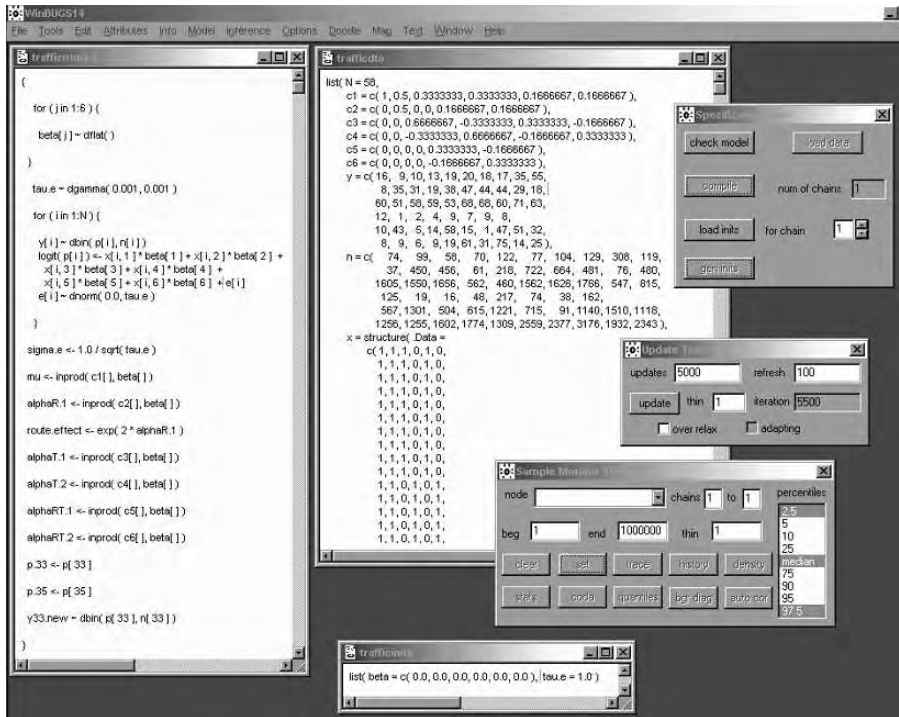 WinBUGS14
File Tools Edit Attributes Info Model Inference Options Doodle Map Text Window Help
{
for ( j in 1:6 ) {
beta[ j ] ~ dflat( )
}
tau.e ~ dgamma( 0.001, 0.001 )
for ( i in 1:N ) {
y[ i ] ~ dbin( p[ i ], n[ i ] )
logit( p[ i ] ) <- x[ i, 1 ] * beta[ 1 ] + x[ i, 2 ] * beta[ 2 ] +
x[ i, 3 ] * beta[ 3 ] + x[ i, 4 ] * beta[ 4 ] +
x[ i, 5 ] * beta[ 5 ] + x[ i, 6 ] * beta[ 6 ] + e[ i ]
e[ i ] ~ dnorm( 0.0, tau.e )
}
sigma.e <- 1.0 / sqrt( tau.e )
mu <- inprod( c1[ ], beta[ ] )
alphaR.1 <- inprod( c2[ ], beta[ ] )
route.effect <- exp( 2 * alphaR.1 )
alphaT.1 <- inprod( c3[ ], beta[ ] )
alphaT.2 <- inprod( c4[ ], beta[ ] )
alphaRT.1 <- inprod( c5[ ], beta[ ] )
alphaRT.2 <- inprod( c6[ ], beta[ ] )
p.33 <- p[ 33 ]
p.35 <- p[ 35 ]
y33.new ~ dbin( p[ 33 ], n[ 33 ] )
}
trafficdta
list( N = 58,
c1 = c( 1, 0.5, 0.3333333, 0.3333333, 0.1666667, 0.1666667 ),
c2 = c( 0, 0.5, 0, 0, 0.1666667, 0.1666667 ),
c3 = c( 0, 0, 0.6666667, -0.3333333, 0.3333333, -0.1666667 ),
c4 = c( 0, 0, -0.3333333, 0.6666667, -0.1666667, 0.3333333 ),
c5 = c( 0, 0, 0, 0, 0.3333333, -0.1666667 ),
c6 = c( 0, 0, 0, 0, -0.1666667, 0.3333333 ),
y = c( 16, 9, 10, 13, 19, 20, 18, 17, 35, 55,
8, 35, 31, 19, 38, 47, 44, 44, 29, 18,
60, 51, 58, 59, 53, 68, 68, 60, 71, 63,
12, 1, 2, 4, 9, 7, 9, 8,
10, 43, 5, 14, 58, 15, 1, 47, 51, 32,
8, 9, 6, 9, 19, 61, 31, 75, 14, 25 ),
n = c( 74, 99, 58, 70, 122, 77, 104, 129, 308, 119,
37, 450, 456, 61, 218, 722, 664, 481, 76, 480,
1605, 1550, 1656, 562, 460, 1562, 1626, 1766, 547, 815,
125, 19, 16, 48, 217, 74, 38, 162,
567, 1301, 504, 615, 1221, 715, 91, 1140, 1510, 1118,
1256, 1255, 1602, 1774, 1309, 2559, 2377, 3176, 1932, 2343 ),
x = structure( .Data =
c( 1, 1, 1, 0, 1, 0,
1, 1, 1, 0, 1, 0,
1, 1, 1, 0, 1, 0,
1, 1, 1, 0, 1, 0,
1, 1, 1, 0, 1, 0,
1, 1, 1, 0, 1, 0,
1, 1, 1, 0, 1, 0,
1, 1, 1, 0, 1, 0,
1, 1, 1, 0, 1, 0,
1, 1, 1, 0, 1, 0,
1, 1, 0, 1, 0, 1,
1, 1, 0, 1, 0, 1,
1, 1, 0, 1, 0, 1,
1, 1, 0, 1, 0, 1,
1, 1, 0, 1, 0, 1,
check model load data
compile num of chains 1
load inits for chain 1
gen inits
Update
updates 5000 refresh 100
update thin 1 iteration 5500
over relax adapting
Sample Monitor
node chains 1 to 1 percentiles
beg 1 end 1000000 thin 1
2.5
5
10
25
median
75
90
95
97.5
clear set trace history density
stats coda quantiles bgr diag auto cor
trafficinits
list( beta = c( 0.0, 0.0, 0.0, 0.0, 0.0, 0.0 ), tau.e = 1.0 )